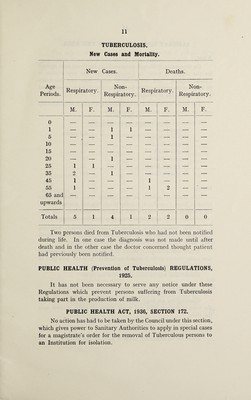 11
TUBERCULOSIS.
New Cases and Mortality.
New Cases. Deaths.
Age Periods. Respiratory. Non-Respiratory. Respiratory. Non-Respiratory.
M. F. M. F. M. F. M. F.
0 — — — — — — — —
1 — — 1 1 — — — —
5 — — 1 — — — — —
10 — — — — — — — —
15 — — — — — — — —
20 — — 1 — — — — —
25 1 1 — — — — — —
35 2 — 1 — — — — —
45 1 — — — 1 — — —
55 1 — — — 1 2 — —
65 and upwards — — — — — — — —
Totals 5 1 4 1 2 2 0 0
Two persons died from Tuberculosis who had not been notified
during life. In one case the diagnosis was not made until after
death and in the other case the doctor concerned thought patient
had previously been notified.
PUBLIC HEALTH (Prevention of Tuberculosis) REGULATIONS,
1925.
It has not been necessary to serve any notice under these
Regulations which prevent persons suffering from Tuberculosis
taking part in the production of milk.
PUBLIC HEALTH ACT, 1936, SECTION 172.
No action has had to be taken by the Council under this section,
which gives power to Sanitary Authorities to apply in special cases
for a magistrate's order for the removal of Tuberculous persons to
an Institution for isolation.